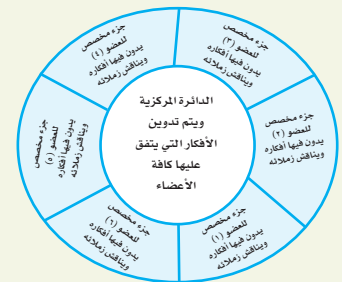 الدائرة المركزية
ويتم تدوين
الأفكار التي يتفق
عليها كافة
الأعضاء
جزء مخصص
للعضو (١)
يدون فيها أفكاره
ويناقش زملائه
جزء مخصص
للعضو (٢)
يدون فيها أفكاره
ويناقش زملائه
جزء مخصص
للعضو (٣)
يدون فيها أفكاره
ويناقش زملائه
جزء مخصص
للعضو (٤)
يدون فيها أفكاره
ويناقش زملائه
جزء مخصص
للعضو (٥)
يدون فيها أفكاره
ويناقش زملائه
جزء مخصص
للعضو (٦)
يدون فيها أفكاره
ويناقش زملائه